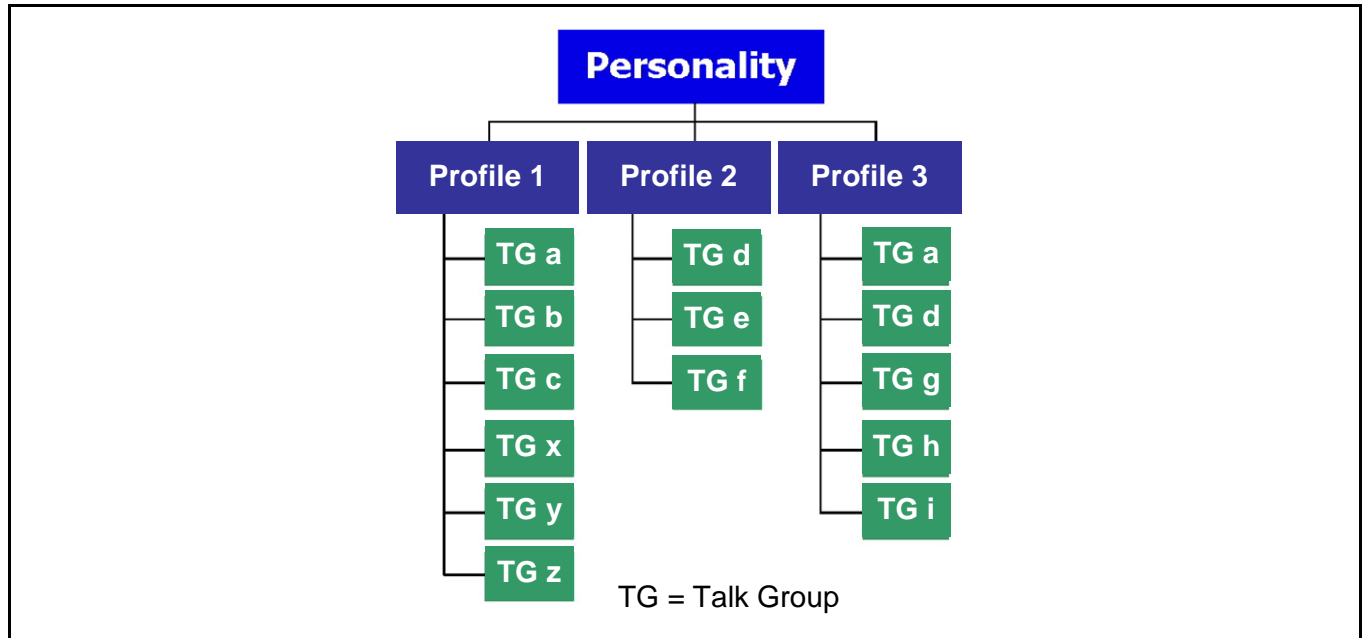 Personality
Profile 1
TG a
TG b
TG c
TG x
TG y
TG z
Profile 2
TG d
TG e
TG f
Profile 3
TG a
TG d
TG g
TG h
TG i
TG = Talk Group